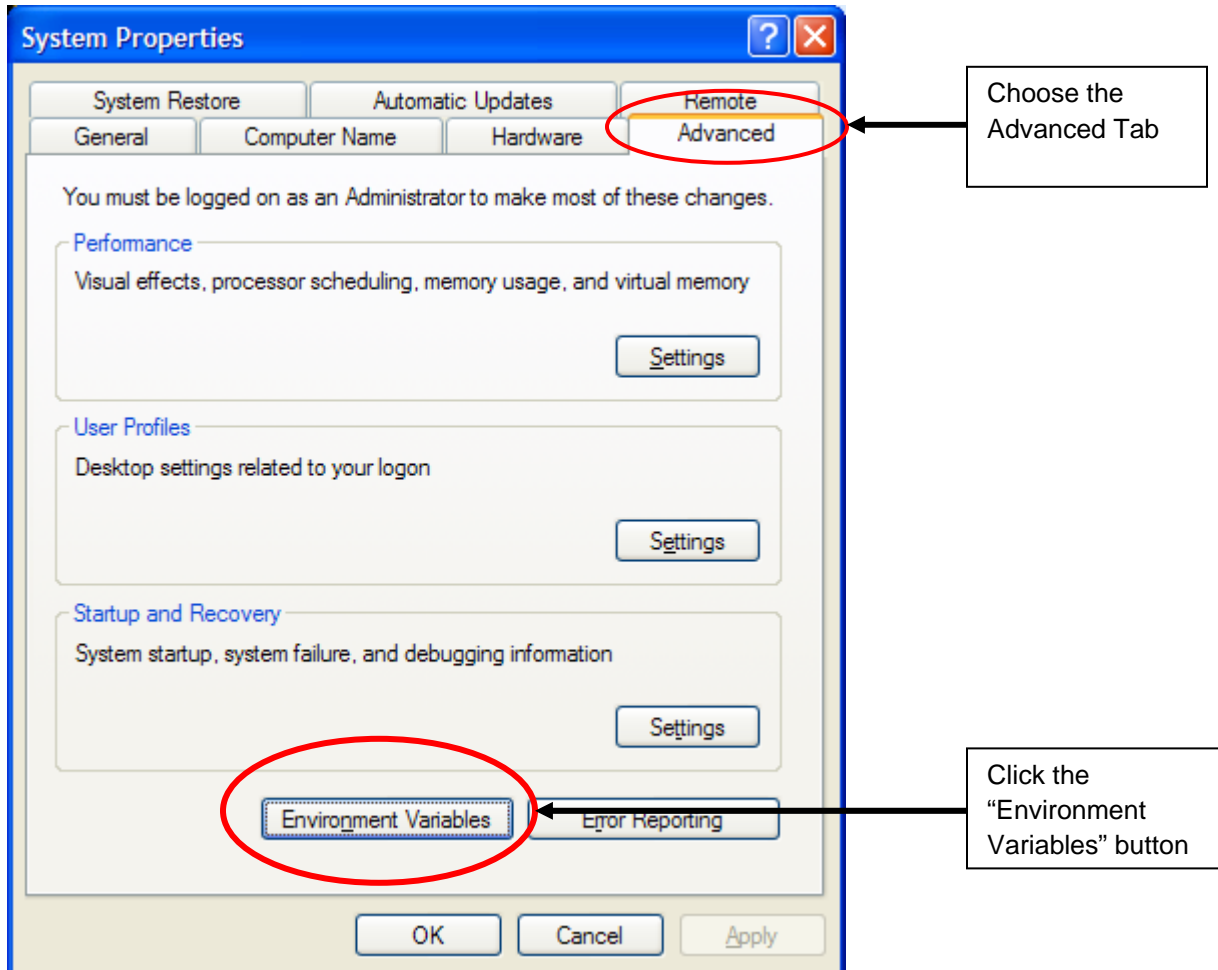 System Properties
System Restore Automatic Updates Remote
General Computer Name Hardware Advanced
Choose the
Advanced Tab
You must be logged on as an Administrator to make most of these changes.
Performance
Visual effects, processor scheduling, memory usage, and virtual memory
Settings
User Profiles
Desktop settings related to your logon
Settings
Startup and Recovery
System startup, system failure, and debugging information
Settings
Environment Variables Error Reporting
Click the
“Environment
Variables” button
OK Cancel Apply